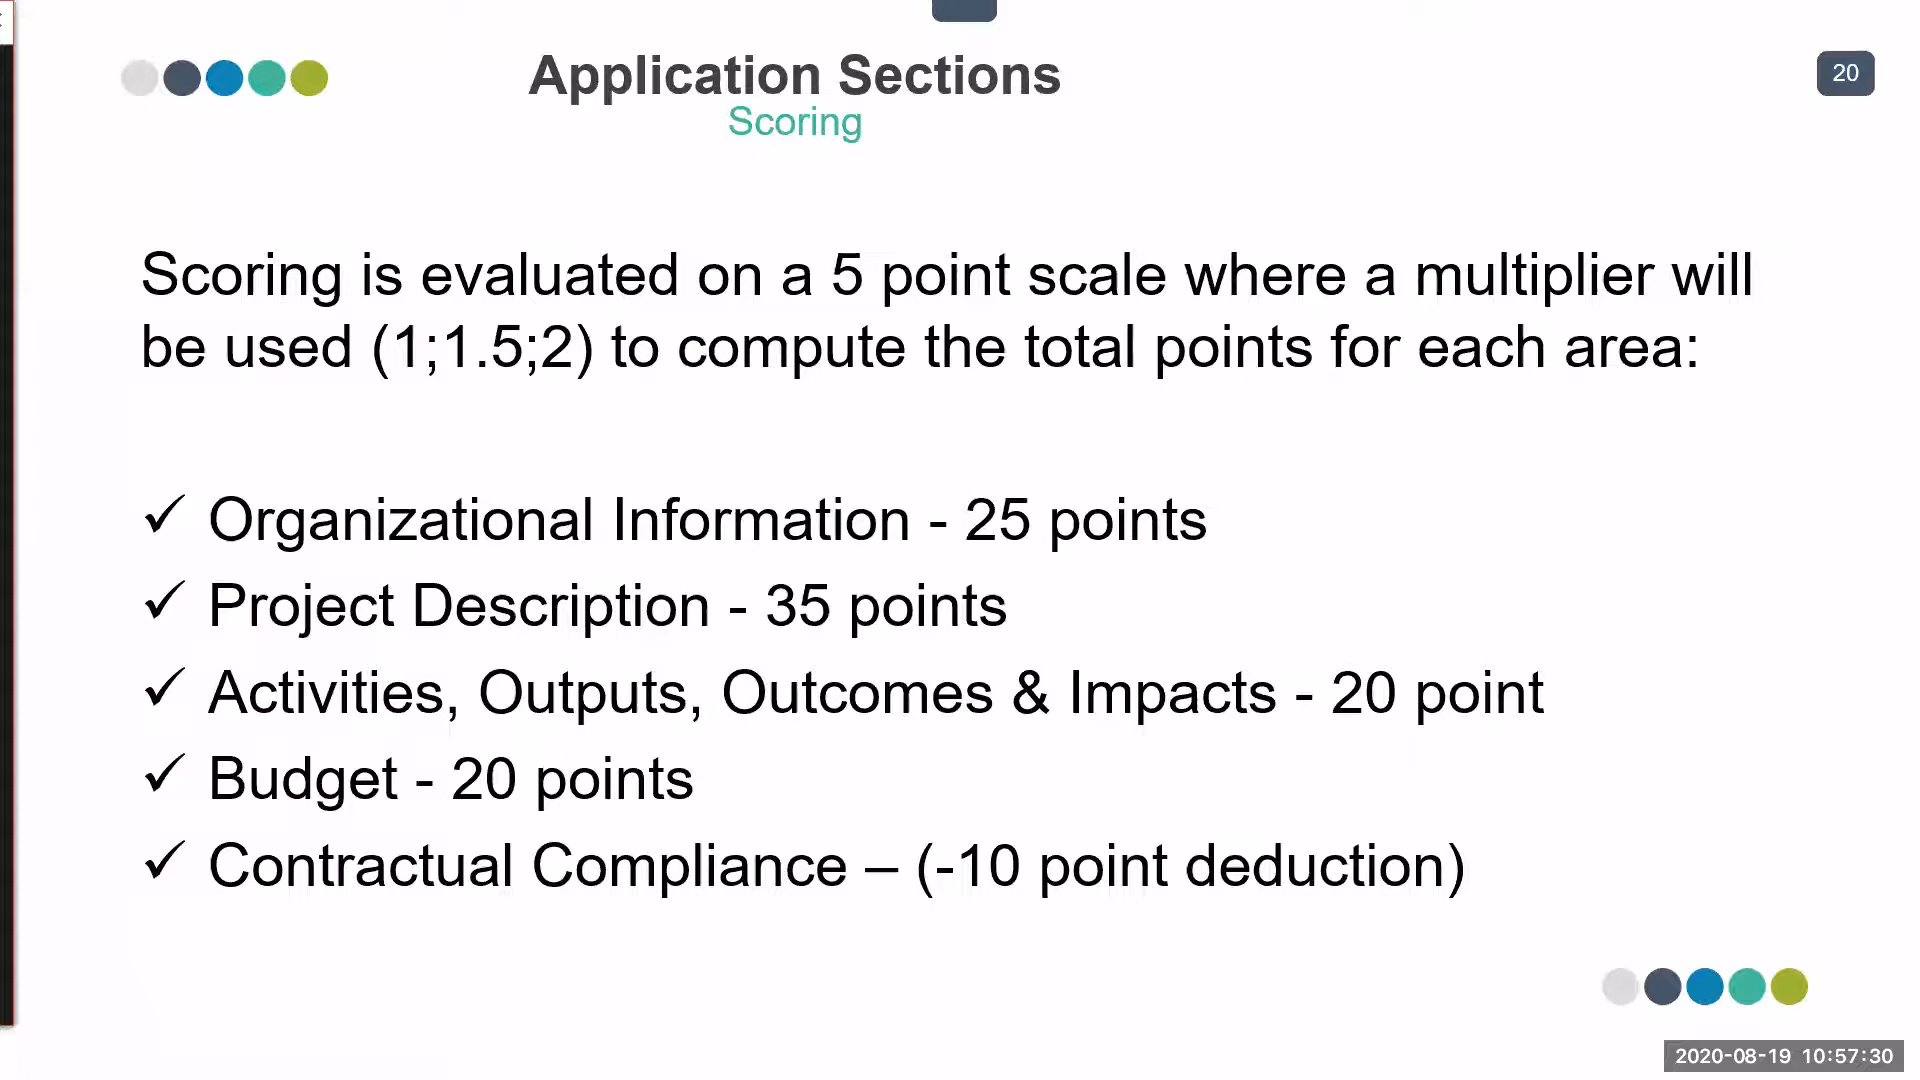 Application Sections
20
Scoring
Scoring is evaluated on a 5 point scale where a multiplier will
be used (1;1.5;2) to compute the total points for each area:
✓ Organizational Information - 25 points
✓ Project Description - 35 points
✓ Activities, Outputs, Outcomes & Impacts - 20 point
✓ Budget - 20 points
✓ Contractual Compliance – (-10 point deduction)
2020-08-19 10:57:30